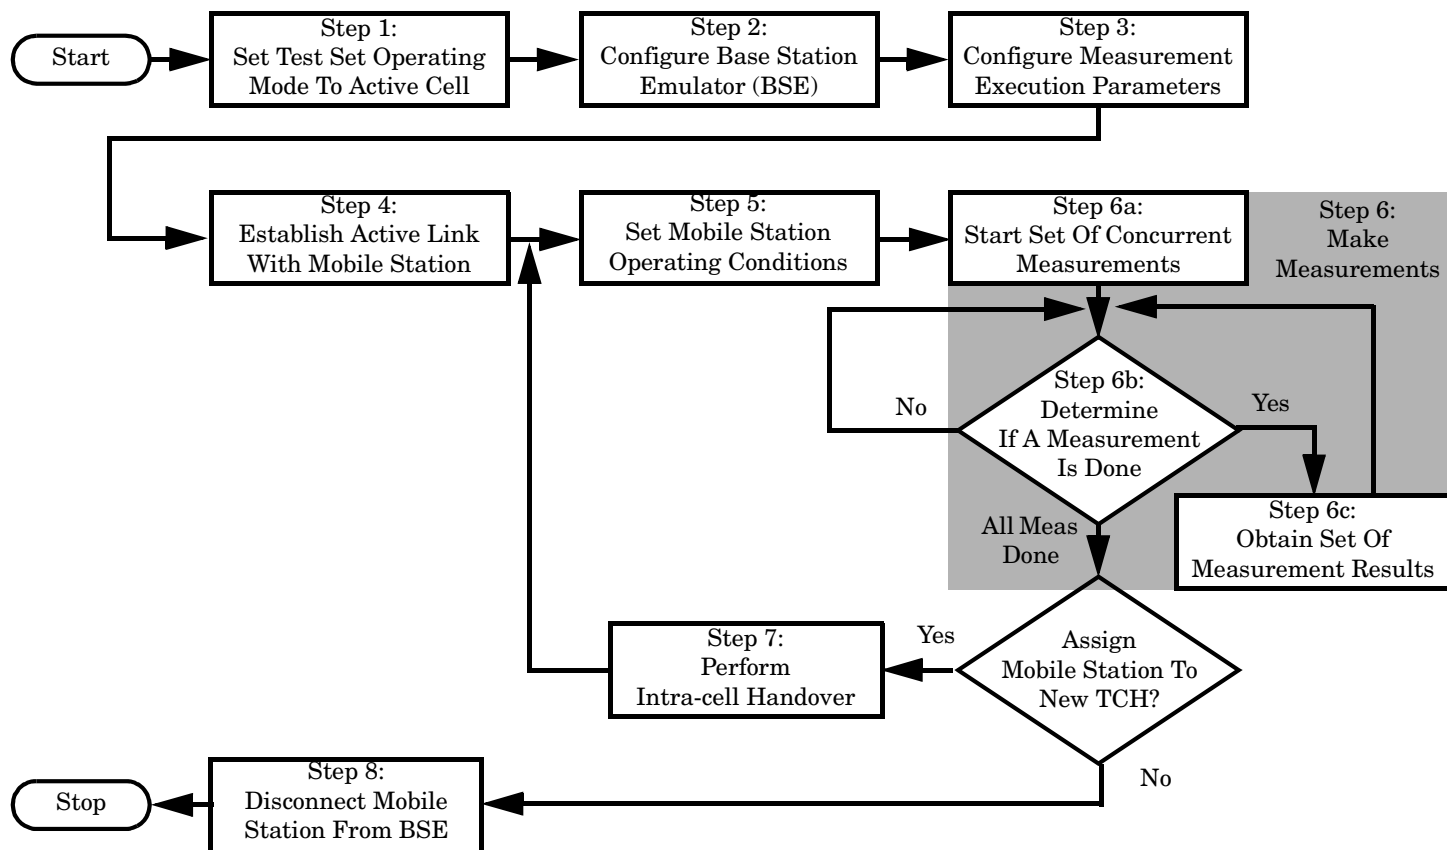 Start
Step 1:
Set Test Set Operating
Mode To Active Cell
Step 2:
Configure Base Station
Emulator (BSE)
Step 3:
Configure Measurement
Execution Parameters
Step 4:
Establish Active Link
With Mobile Station
Step 5:
Set Mobile Station
Operating Conditions
Step 6a:
Start Set Of Concurrent
Measurements
Step 6:
Make
Measurements
Step 6b:
Determine
If A Measurement
Is Done
No
Yes
Step 6c:
Obtain Set Of
Measurement Results
All Meas
Done
Assign
Mobile Station To
New TCH?
Yes
Step 7:
Perform
Intra-cell Handover
No
Step 8:
Disconnect Mobile
Station From BSE
Stop